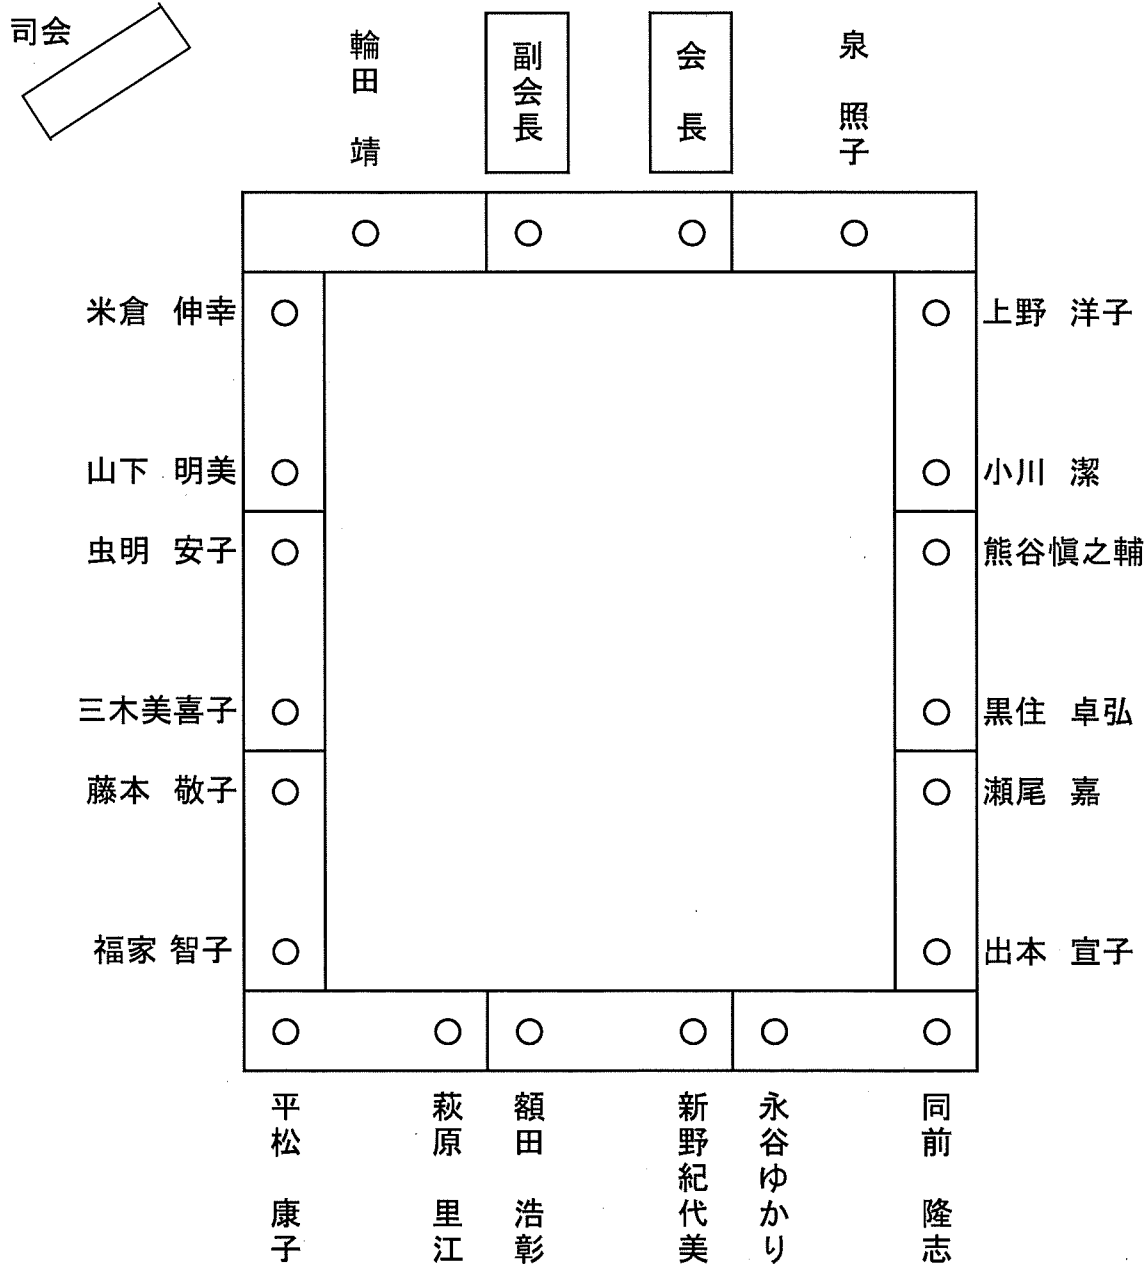 司会
輪田 靖
副会長
会長
泉 照子
米倉 伸幸
上野 洋子
山下 明美
小川 潔
虫明 安子
熊谷愼之輔
三木美喜子
黒住 卓弘
藤本 敬子
瀬尾 嘉
福家 智子
出本 宣子
平松 康子
萩原 里江
額田 浩彰
新野紀代美
永谷ゆかり
同前 隆志